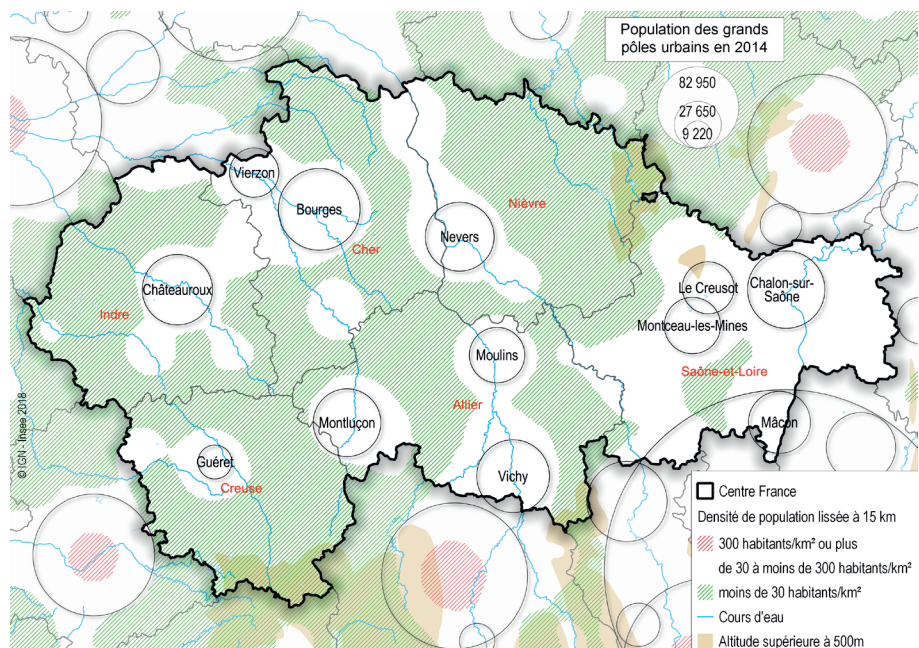 Population des grands
pôles urbains en 2014
82 950
27 650
9 220
Vierzon
Bourges
Nièvre
Nevers
Cher
Châteauroux
Indre
Le Creusot
Chalon-sur-
Saône
Montceau-les-Mines
Moulins
Saône-et-Loire
Allier
Montluçon
Mâcon
Guéret
Creuse
Vichy
© IGN - Insee 2018
Centre France
Densité de population lissée à 15 km
300 habitants/km² ou plus
de 30 à moins de 300 habitants/km²
moins de 30 habitants/km²
Cours d'eau
Altitude supérieure à 500m